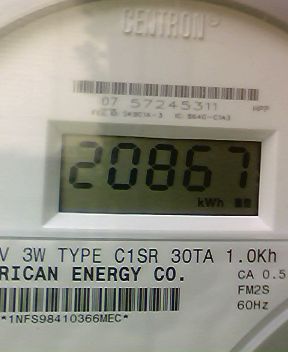 CENTRON®
07 57245311 HPP
20867
kWh
V 3W TYPE C1SR 30TA 1.0Kh
RICAN ENERGY CO. CA 0.5
FM2S
60Hz
*1NFS98410366MEC*